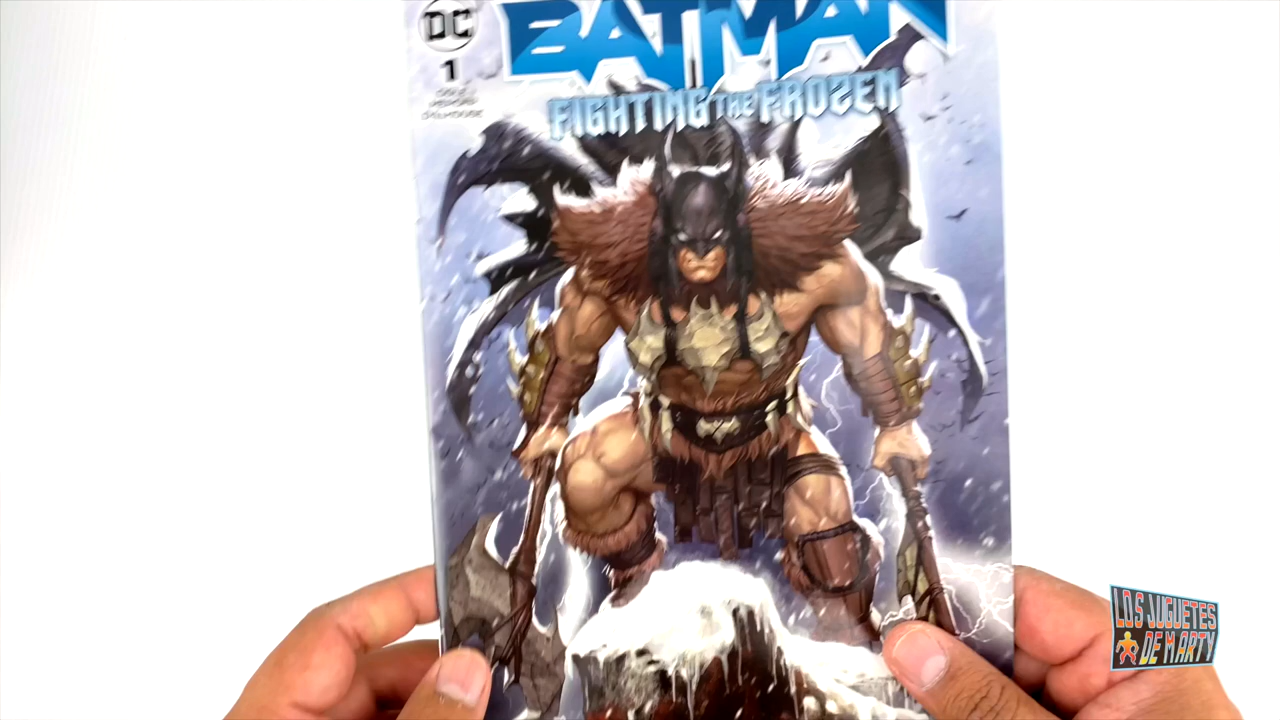 DC
BATMAN
1
FIGHTING THE FROZEN
LOS JUGUETES
DE MARTY